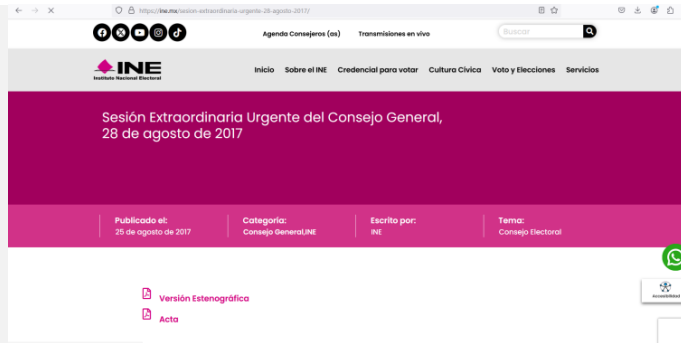 https://ine.mx/sesion-extraordinaria-urgente-28-agosto-2017/
Agenda Consejeros (as) Transmisiones en vivo Buscar
INE
Instituto Nacional Electoral
Inicio Sobre el INE Credencial para votar Cultura Cívica Voto y Elecciones Servicios
Sesión Extraordinaria Urgente del Consejo General,
28 de agosto de 2017
Publicado el: Categoría: Escrito por: Tema:
25 de agosto de 2017 Consejo General,INE INE Consejo Electoral
Versión Estenográfica
Accesibilidad
Acta